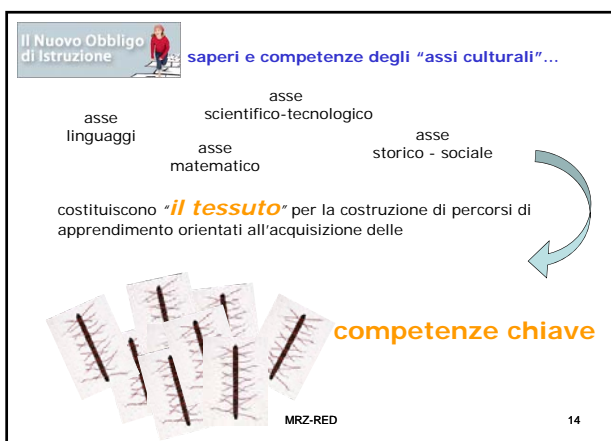 Il Nuovo Obbligo
di Istruzione
saperi e competenze degli “assi culturali”…
asse
scientifico-tecnologico
asse
linguaggi
asse
matematico
asse
storico - sociale
costituiscono “il tessuto” per la costruzione di percorsi di
apprendimento orientati all’acquisizione delle
competenze chiave
MRZ-RED
14